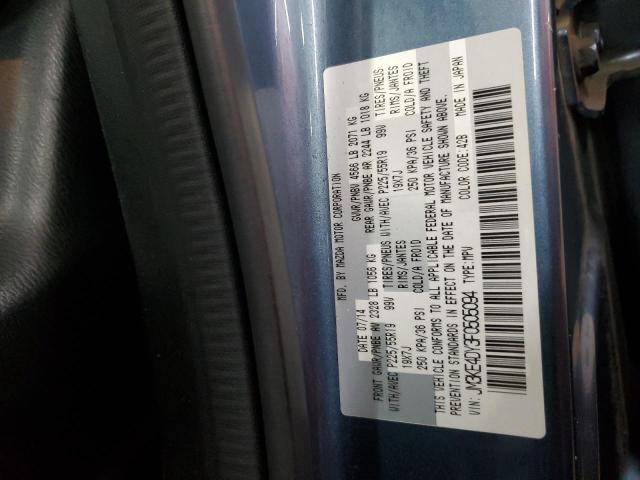 MFD. BY MAZDA MOTOR CORPORATION
DATE 07/14 GVWR/PNBV 4566 LB 2071 KG
FRONT GAWR/PNBE AV 2328 LB 1056 KG REAR GAWR/PNBE AR 2244 LB 1018 KG
WITH/AVEC P225/55R19 99V TIRES/PNEUS WITH/AVEC P225/55R19 99V TIRES/PNEUS
19X7J RIMS/JANTES 19X7J RIMS/JANTES
250 KPA/36 PSI COLD/A FROID 250 KPA/36 PSI COLD/A FROID
THIS VEHICLE CONFORMS TO ALL APPLICABLE FEDERAL MOTOR VEHICLE SAFETY AND THEFT
PREVENTION STANDARDS IN EFFECT ON THE DATE OF MANUFACTURE SHOWN ABOVE.
VIN: JM3KE4DY3F0505094 TYPE: MPV COLOR CODE: 42B MADE IN JAPAN